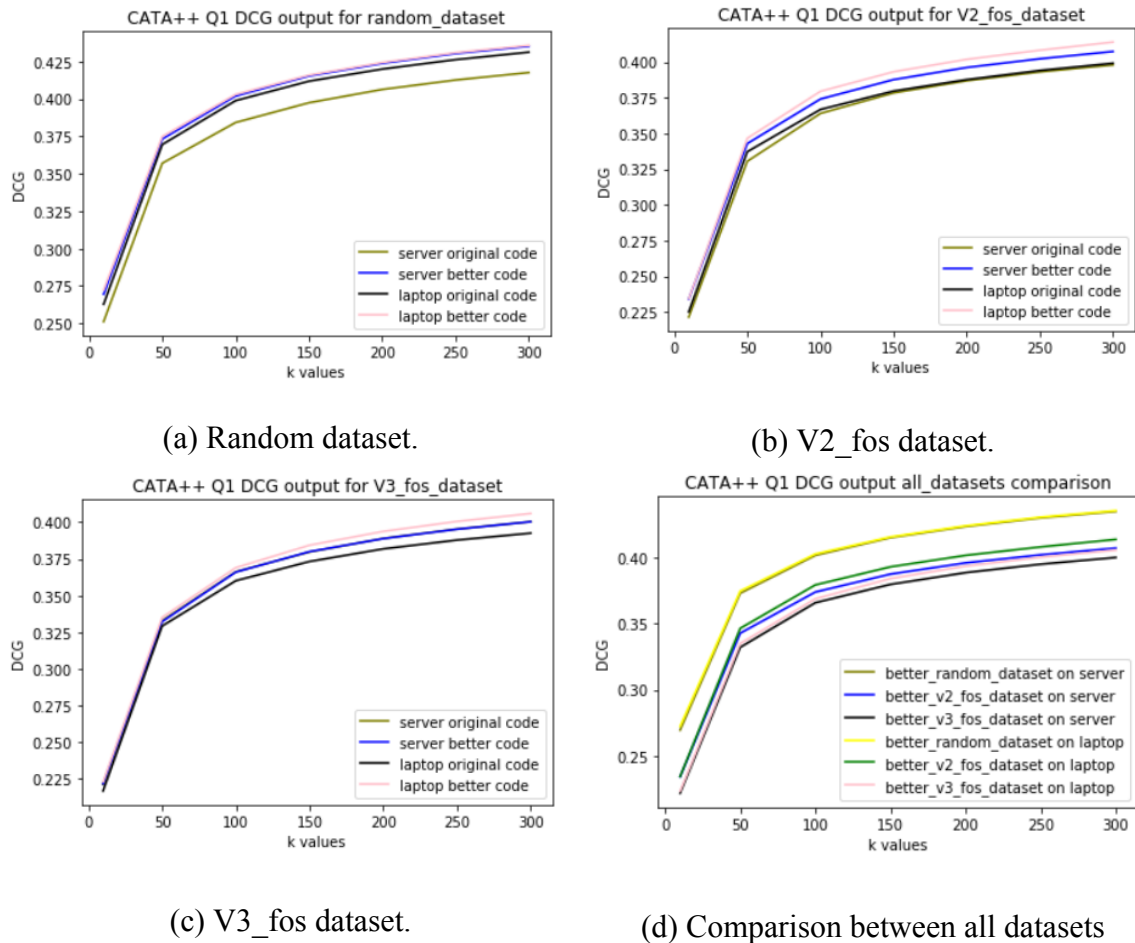 CATA++ Q1 DCG output for random_dataset
DCG
0.425
0.400
0.375
0.350
0.325
0.300
0.275
0.250
0 50 100 150 200 250 300
k values
server original code
server better code
laptop original code
laptop better code
(a) Random dataset.
CATA++ Q1 DCG output for V2_fos_dataset
DCG
0.400
0.375
0.350
0.325
0.300
0.275
0.250
0.225
0 50 100 150 200 250 300
k values
server original code
server better code
laptop original code
laptop better code
(b) V2_fos dataset.
CATA++ Q1 DCG output for V3_fos_dataset
DCG
0.400
0.375
0.350
0.325
0.300
0.275
0.250
0.225
0 50 100 150 200 250 300
k values
server original code
server better code
laptop original code
laptop better code
(c) V3_fos dataset.
CATA++ Q1 DCG output all_datasets comparison
DCG
0.40
0.35
0.30
0.25
0 50 100 150 200 250 300
k values
better_random_dataset on server
better_v2_fos_dataset on server
better_v3_fos_dataset on server
better_random_dataset on laptop
better_v2_fos_dataset on laptop
better_v3_fos_dataset on laptop
(d) Comparison between all datasets